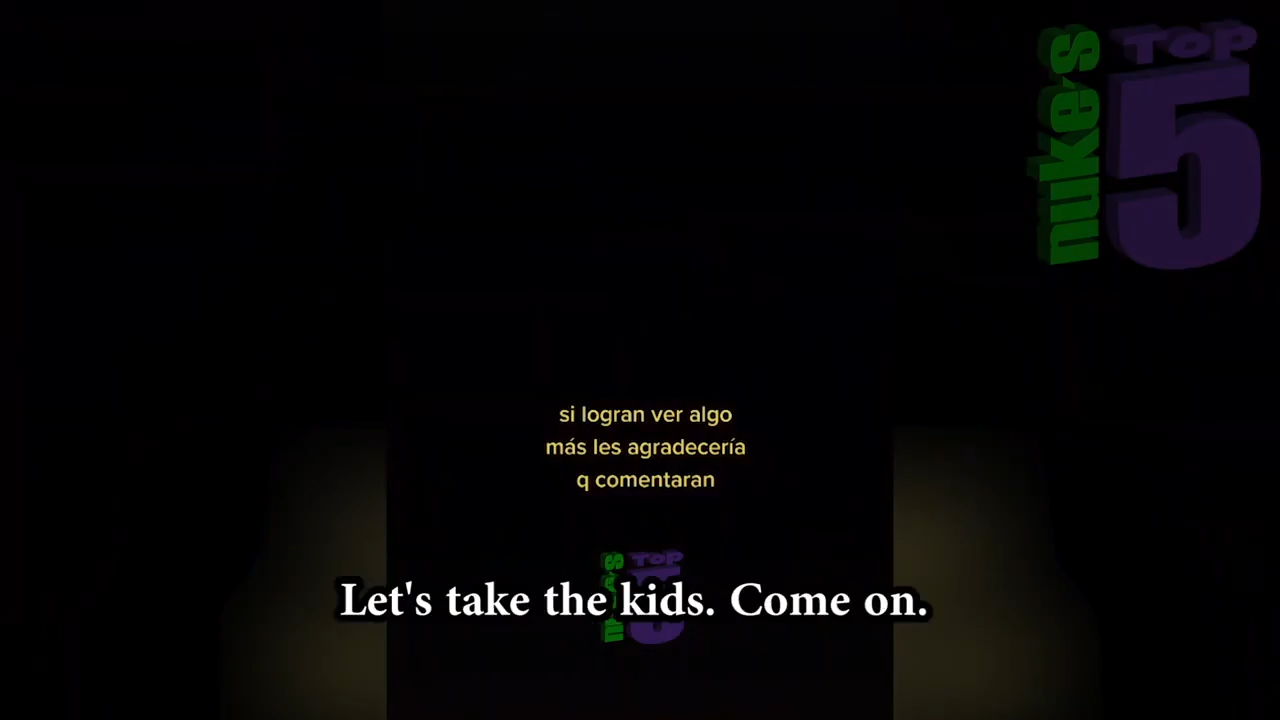 nuke's
Top
5
si logran ver algo
más les agradecería
q comentaran
Let's take the kids. Come on.